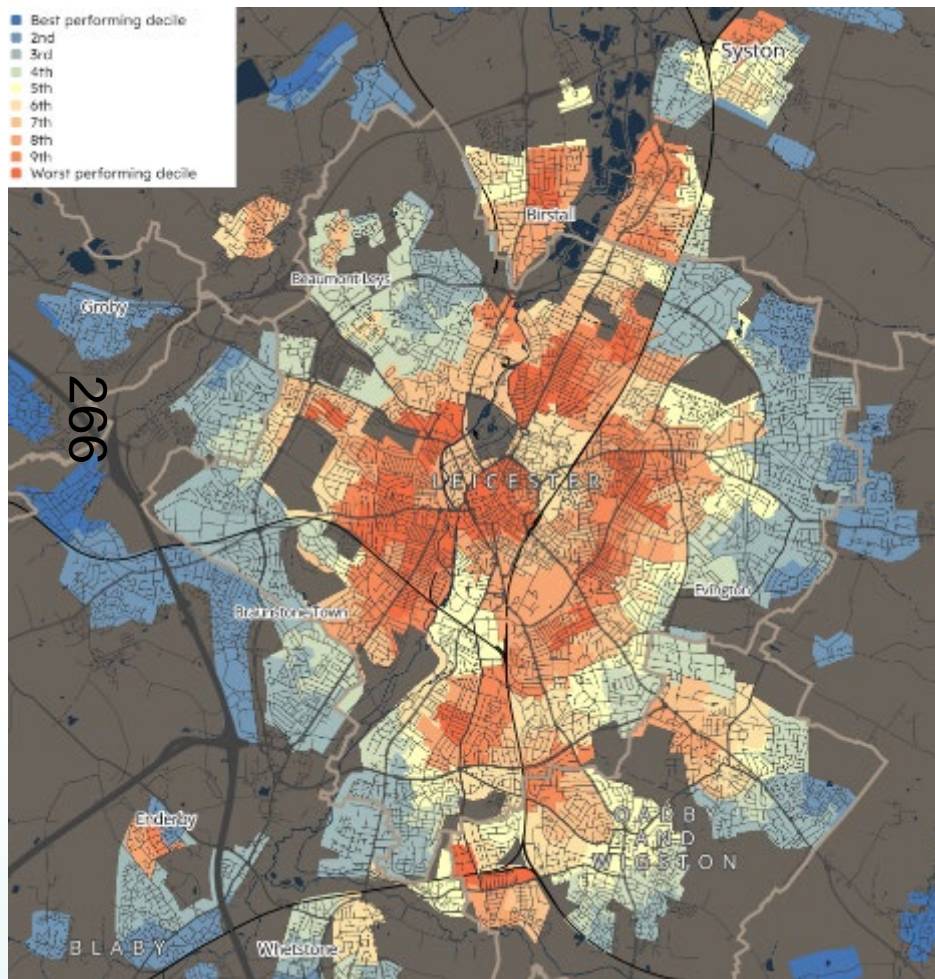 Best performing decile
2nd
3rd
4th
5th
6th
7th
8th
9th
Worst performing decile
Syston
Birstall
Beaumont Leys
Groby
266
LEICESTER
Evington
Braunstone Town
Enderby
OADBY
AND
WIGSTON
BLABY
Whetstone